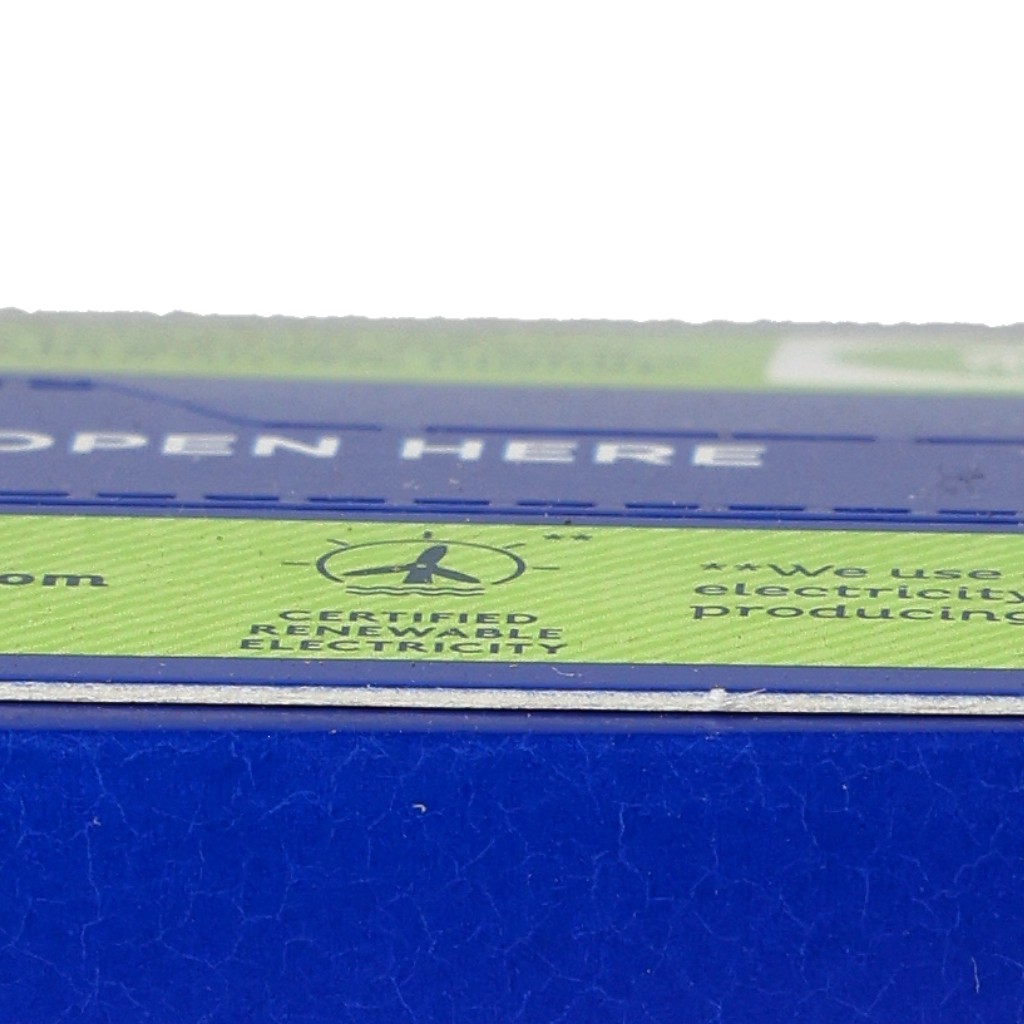 OPEN HERE
**
om
CERTIFIED
RENEWABLE
ELECTRICITY
**We use
electricity
producing